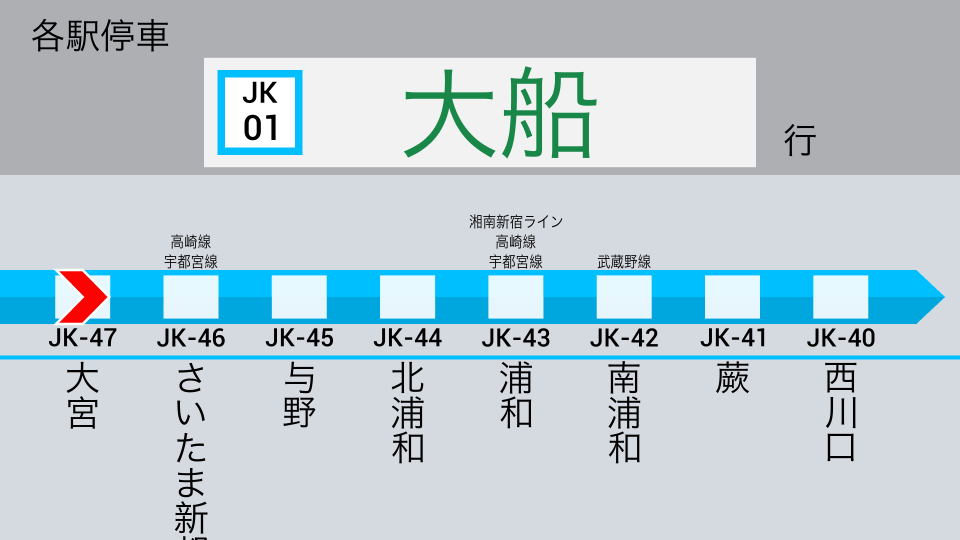 各駅停車
JK
01
大船
行
湘南新宿ライン
高崎線
高崎線
宇都宮線
宇都宮線
武蔵野線
JK-47
JK-46
JK-45
JK-44
JK-43
JK-42
JK-41
JK-40
大宮
さいたま新
与野
北浦和
浦和
南浦和
蕨
西川口